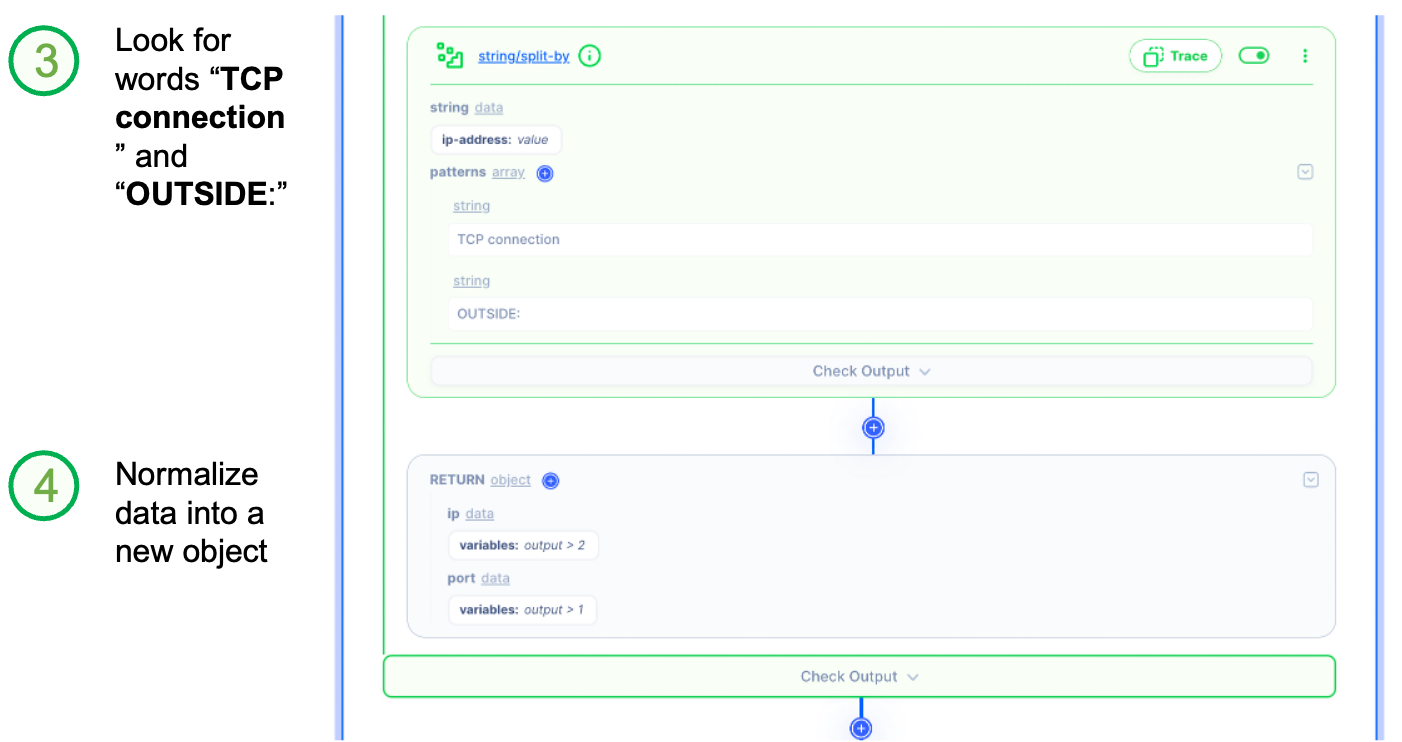 3
Look for
words “TCP
connection
” and
“OUTSIDE:”
string/split-by
Trace
string data
ip-address: value
patterns array
string
TCP connection
string
OUTSIDE:
Check Output
4
Normalize
data into a
new object
RETURN object
ip data
variables: output > 2
port data
variables: output > 1
Check Output